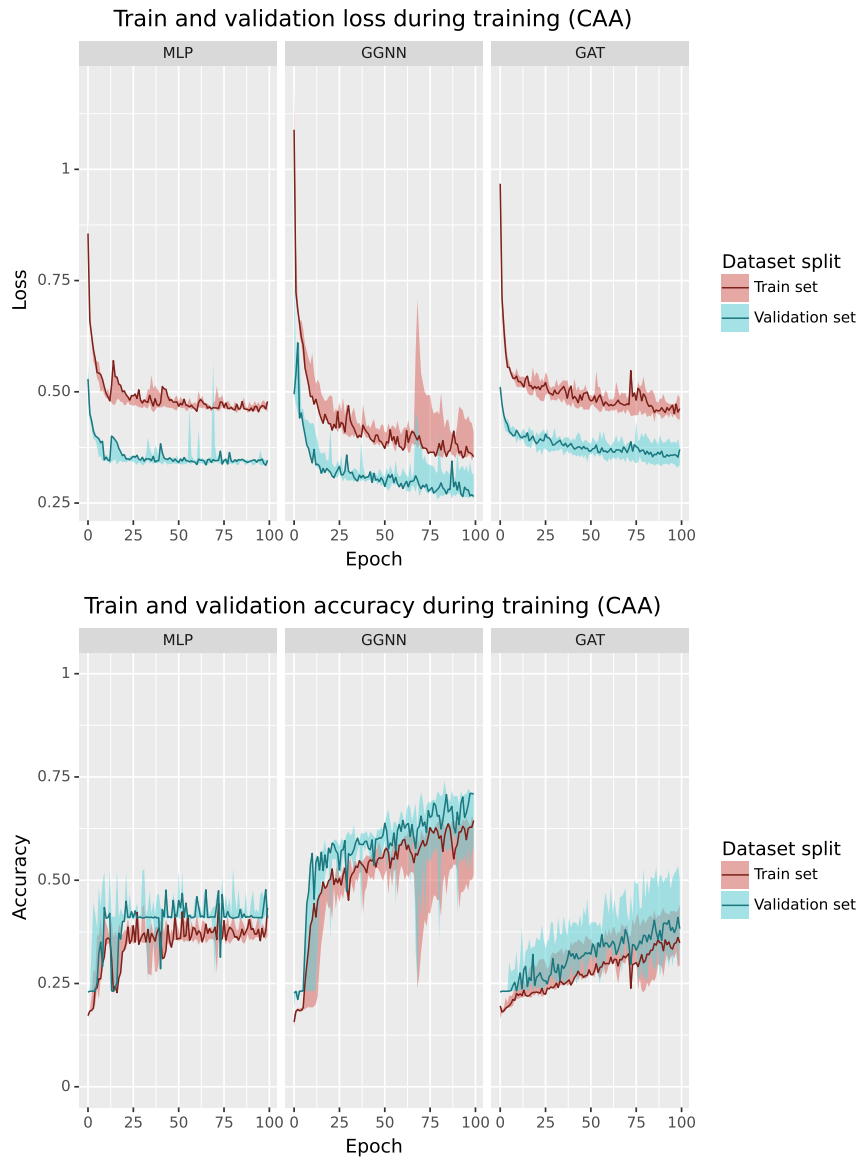 Train and validation loss during training (CAA)
MLP GGNN GAT
1
0.75
0.50
0.25
Loss
0 25 50 75 100 0 25 50 75 100 0 25 50 75 100
Epoch
Dataset split
Train set
Validation set
Train and validation accuracy during training (CAA)
MLP GGNN GAT
1
0.75
0.50
0.25
0
Accuracy
0 25 50 75 100 0 25 50 75 100 0 25 50 75 100
Epoch
Dataset split
Train set
Validation set